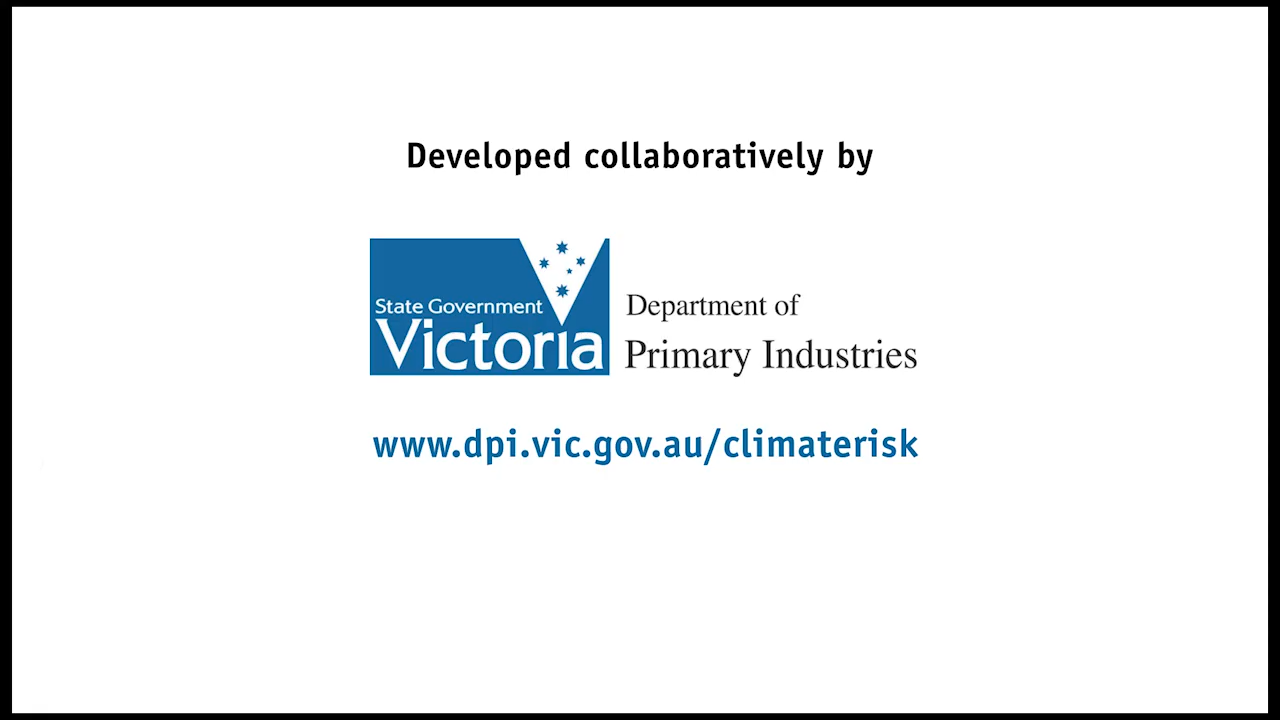 Developed collaboratively by
State Government
Victoria
Department of
Primary Industries
www.dpi.vic.gov.au/climaterisk